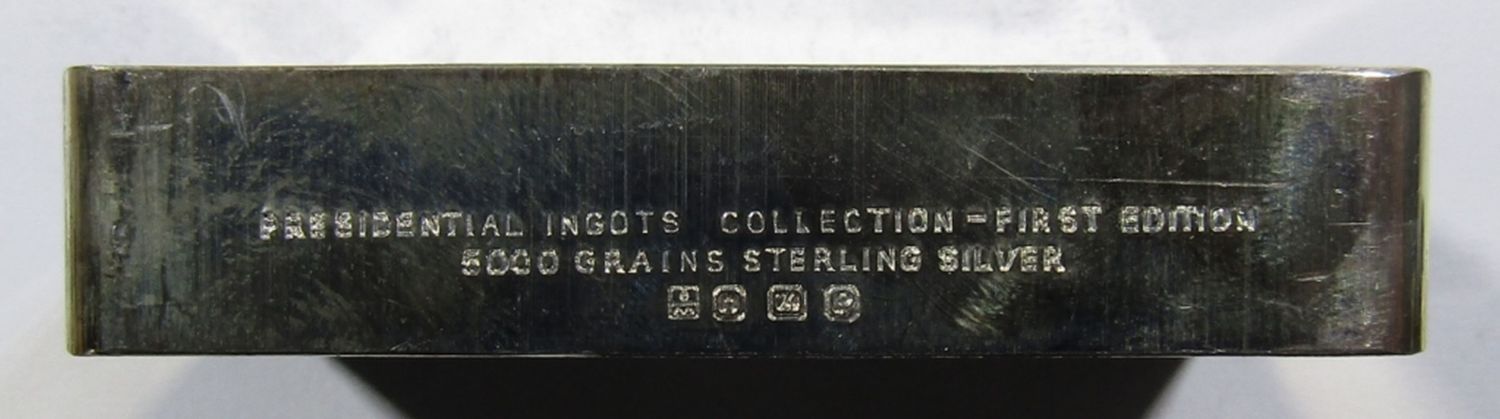 PRESIDENTIAL INGOTS COLLECTION-FIRST EDITION
5000 GRAINS STERLING SILVER